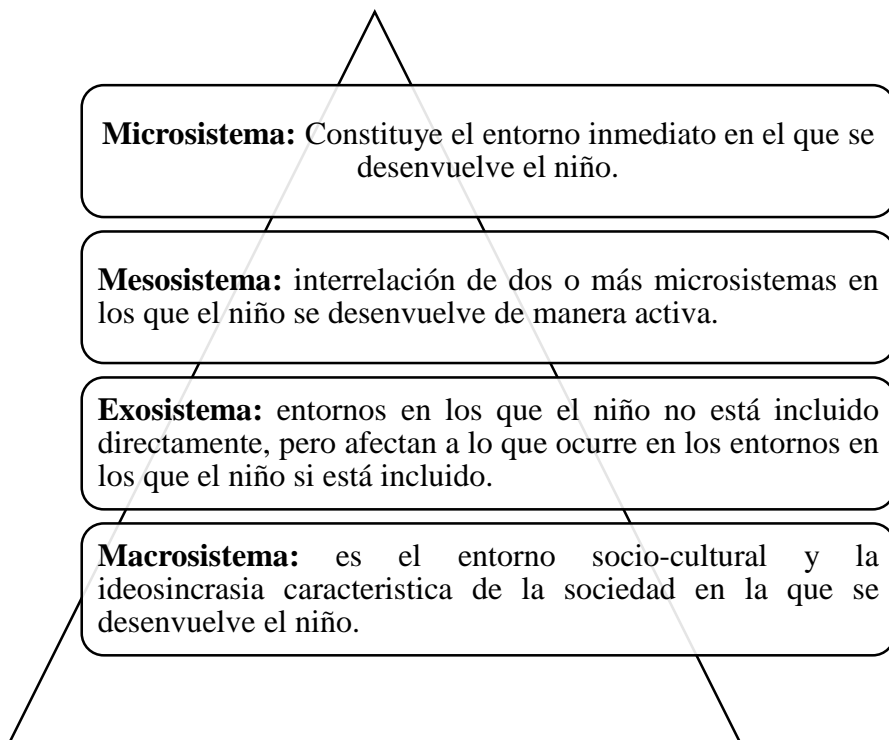 Microsistema: Constituye el entorno inmediato en el que se
desenvuelve el niño.
Mesosistema: interrelación de dos o más microsistemas en
los que el niño se desenvuelve de manera activa.
Exosistema: entornos en los que el niño no está incluido
directamente, pero afectan a lo que ocurre en los entornos en
los que el niño si está incluido.
Macrosistema: es el entorno socio-cultural y la
ideosincrasia caracteristica de la sociedad en la que se
desenvuelve el niño.